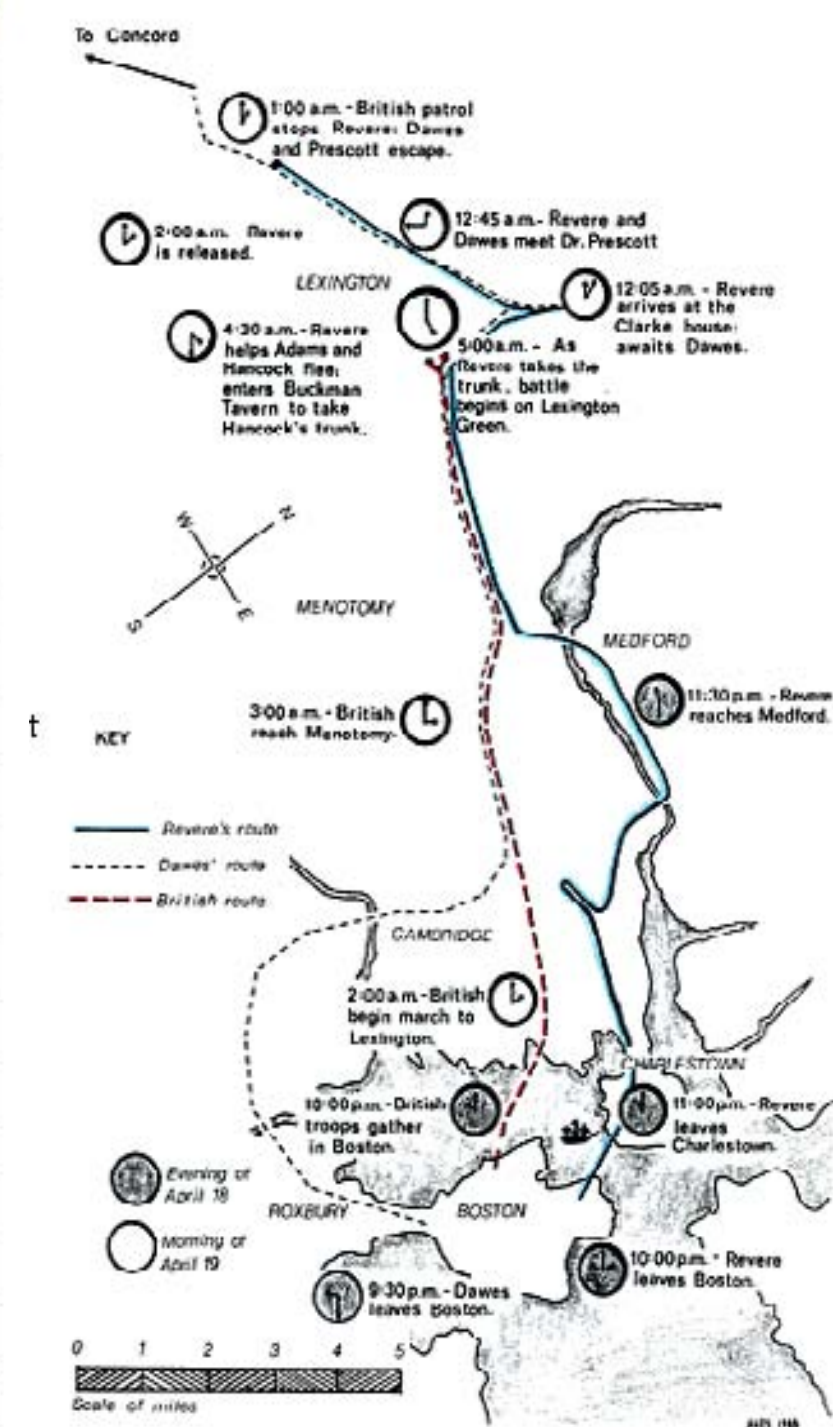 To Concord
1:00 a.m. - British patrol
stops Revere: Dawes
and Prescott escape.
12:45 a.m. - Revere and
Dawes meet Dr. Prescott
2:00 a.m. Revere
is released.
LEXINGTON
12:05 a.m. - Revere
arrives at the
Clarke house:
awaits Dawes.
4:30 a.m. - Revere
helps Adams and
Hancock flee;
enters Buckman
Tavern to take
Hancock's trunk.
5:00 a.m. - As
Revere takes the
trunk, battle
begins on Lexington
Green.
W
N
S
E
MENOTOMY
MEDFORD
11:30 p.m. - Revere
reaches Medford.
3:00 a.m. - British
reach Menotomy.
t
KEY
Revere's route
Dawes' route
British route
CAMBRIDGE
2:00 a.m. - British
begin march to
Lexington.
CHARLESTOWN
10:00 p.m. - British
troops gather
in Boston.
11:00 p.m. - Revere
leaves
Charlestown.
Evening of
April 18
Morning of
April 19
ROXBURY
BOSTON
10:00 p.m. - Revere
leaves Boston.
9:30 p.m. - Dawes
leaves Boston.
0 1 2 3 4 5
Scale of miles